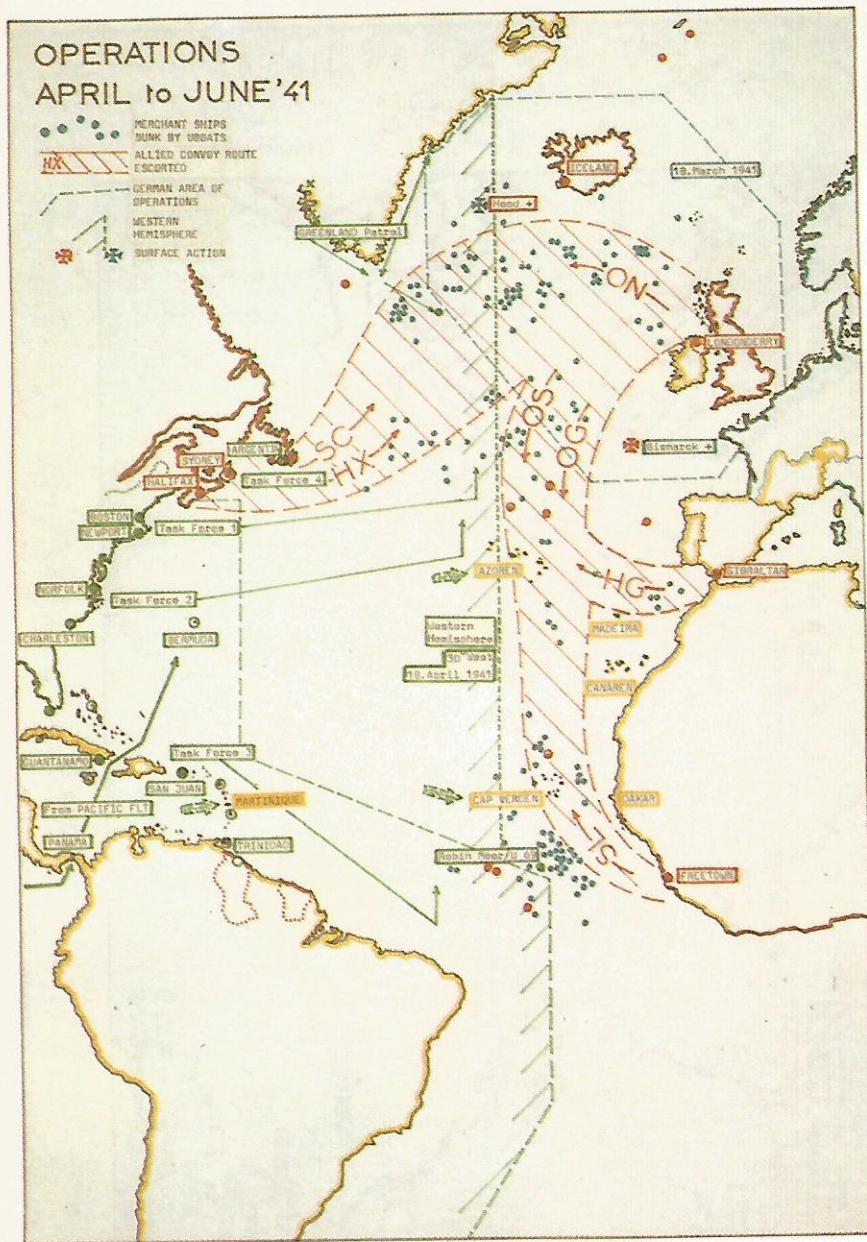 OPERATIONS
APRIL to JUNE '41
MERCHANT SHIPS
SUNK BY UBOATS
HX
ALLIED CONVOY ROUTE
ESCORTED
GERMAN AREA OF
OPERATIONS
WESTERN
HEMISPHERE
SURFACE ACTION
ICELAND
18.March 1941
Hood +
GREENLAND Patrol
ON
LONDONDERRY
OS
OG
Bismarck +
SC
HX
ARGENTIA
SYDNEY
HALIFAX
Task Force 4
BOSTON
NEWPORT
Task Force 1
AZOREN
HG
GIBRALTAR
NORFOLK
Task Force 2
CHARLESTON
BERMUDA
MADEIRA
Western
Hemisphere
30 West
18.April 1941
CANAREN
Task Force 3
GUANTANAMO
SAN JUAN
From PACIFIC FLT
MARTINIQUE
CAP VERDEN
DAKAR
PANAMA
TRINIDAD
Robin Moor/U 69
SL
FREETOWN